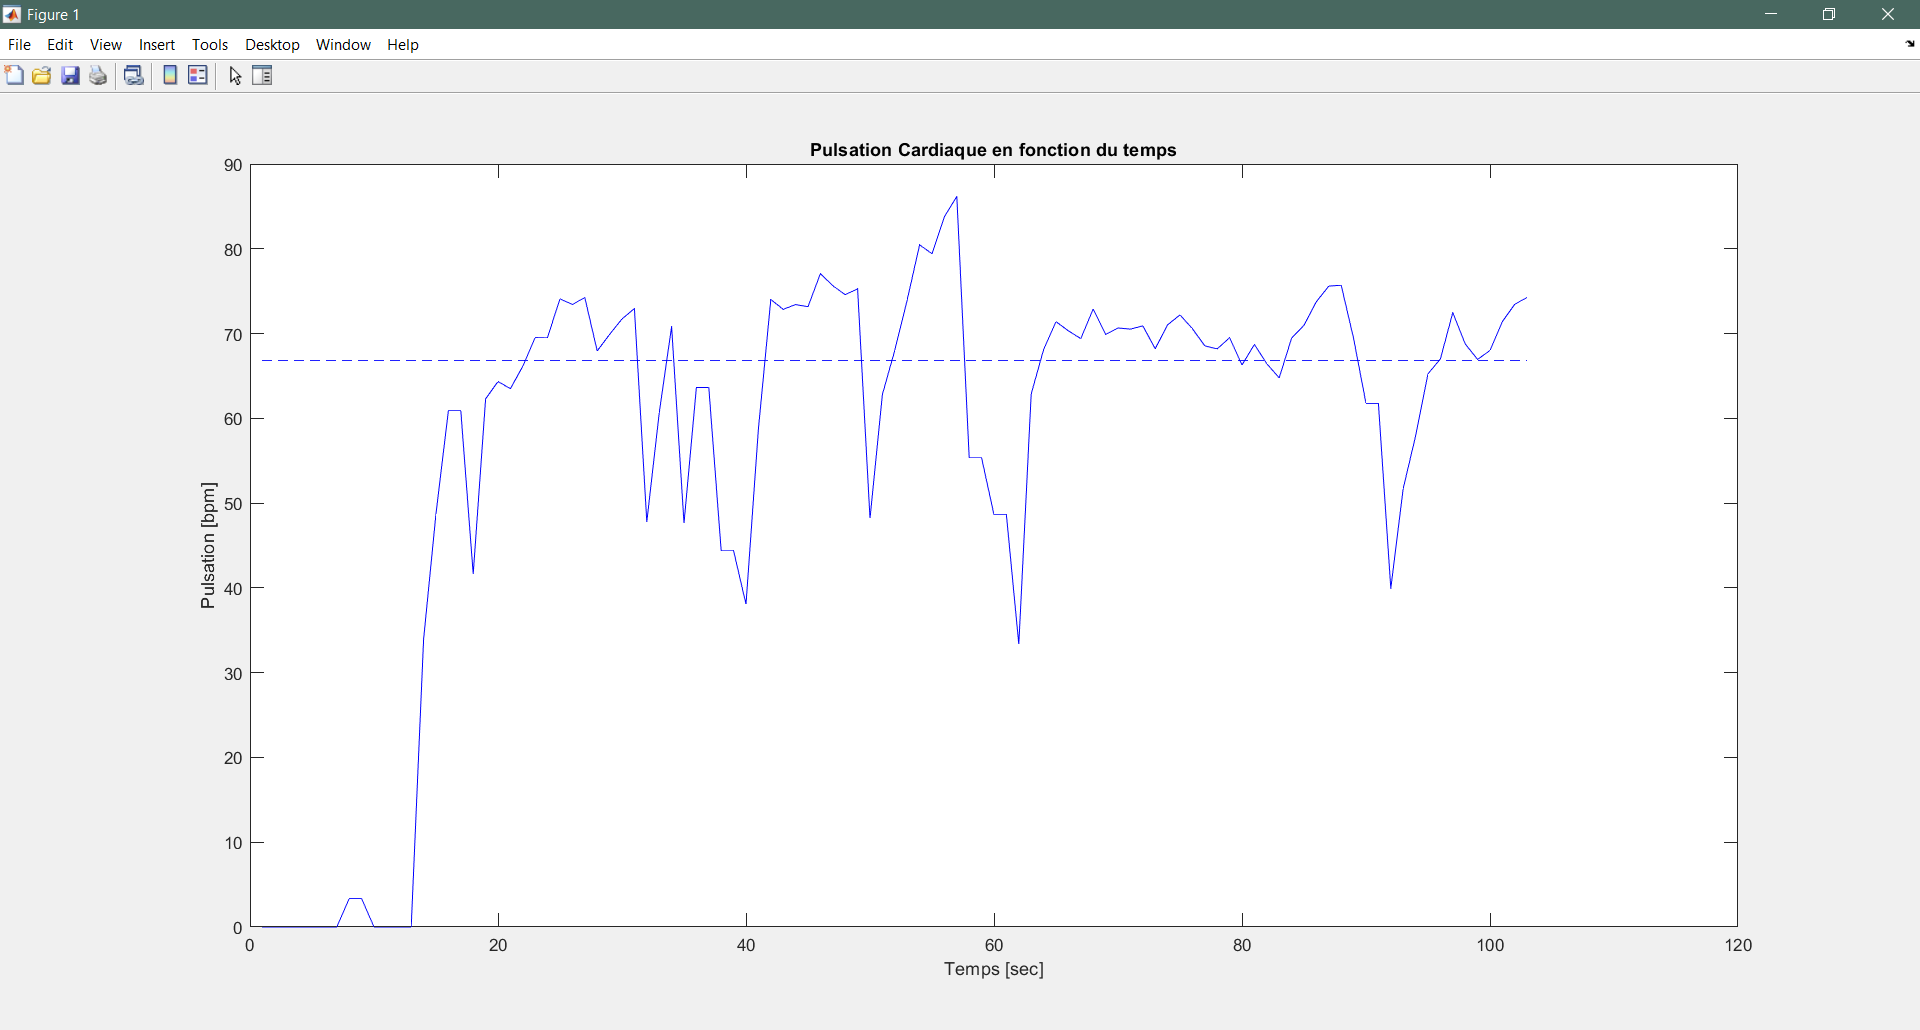 Figure 1
File Edit View Insert Tools Desktop Window Help
Pulsation Cardiaque en fonction du temps
90
80
70
60
50
40
30
20
10
0
Pulsation [bpm]
0 20 40 60 80 100 120
Temps [sec]